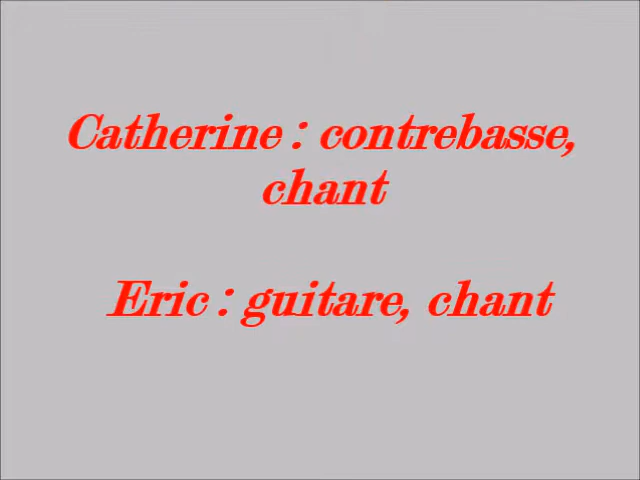 Catherine : contrebasse,
chant
Eric : guitare, chant